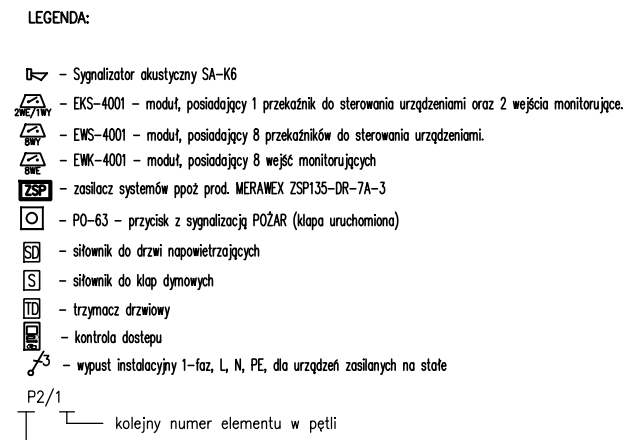 LEGENDA:
– Sygnalizator akustyczny SA–K6
2WE/1WY – EKS–4001 – moduł, posiadający 1 przekaźnik do sterowania urządzeniami oraz 2 wejścia monitorujące.
8WY – EWS–4001 – moduł, posiadający 8 przekaźników do sterowania urządzeniami.
8WE – EWK–4001 – moduł, posiadający 8 wejść monitorujących
ZSP – zasilacz systemów ppoż prod. MERAWEX ZSP135–DR–7A–3
– PO–63 – przycisk z sygnalizacją POŻAR (klapa uruchomiona)
SD – siłownik do drzwi napowietrzających
S – siłownik do klap dymowych
TD – trzymacz drzwiowy
– kontrola dostepu
3 – wypust instalacyjny 1–faz, L, N, PE, dla urządzeń zasilanych na stałe
P2/1
kolejny numer elementu w pętli